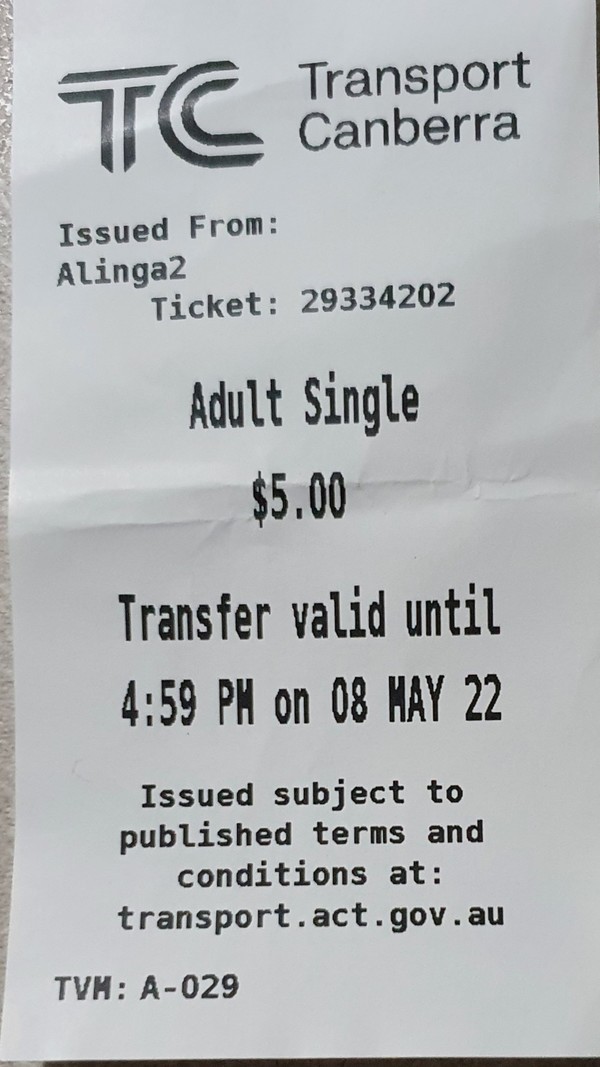 TC Transport
Canberra
Issued From:
Alinga2
Ticket: 29334202
Adult Single
$5.00
Transfer valid until
4:59 PM on 08 MAY 22
Issued subject to
published terms and
conditions at:
transport.act.gov.au
TVM: A-029